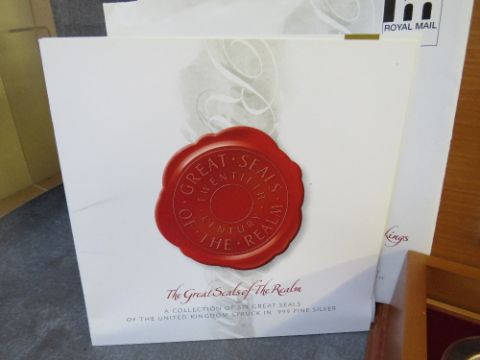 ROYAL MAIL
GREAT · SEALS
OF · THE · REALM
TWENTIETH
CENTURY
The Great Seals of The Realm
A COLLECTION OF SIX GREAT SEALS
OF THE UNITED KINGDOM STRUCK IN .999 FINE SILVER